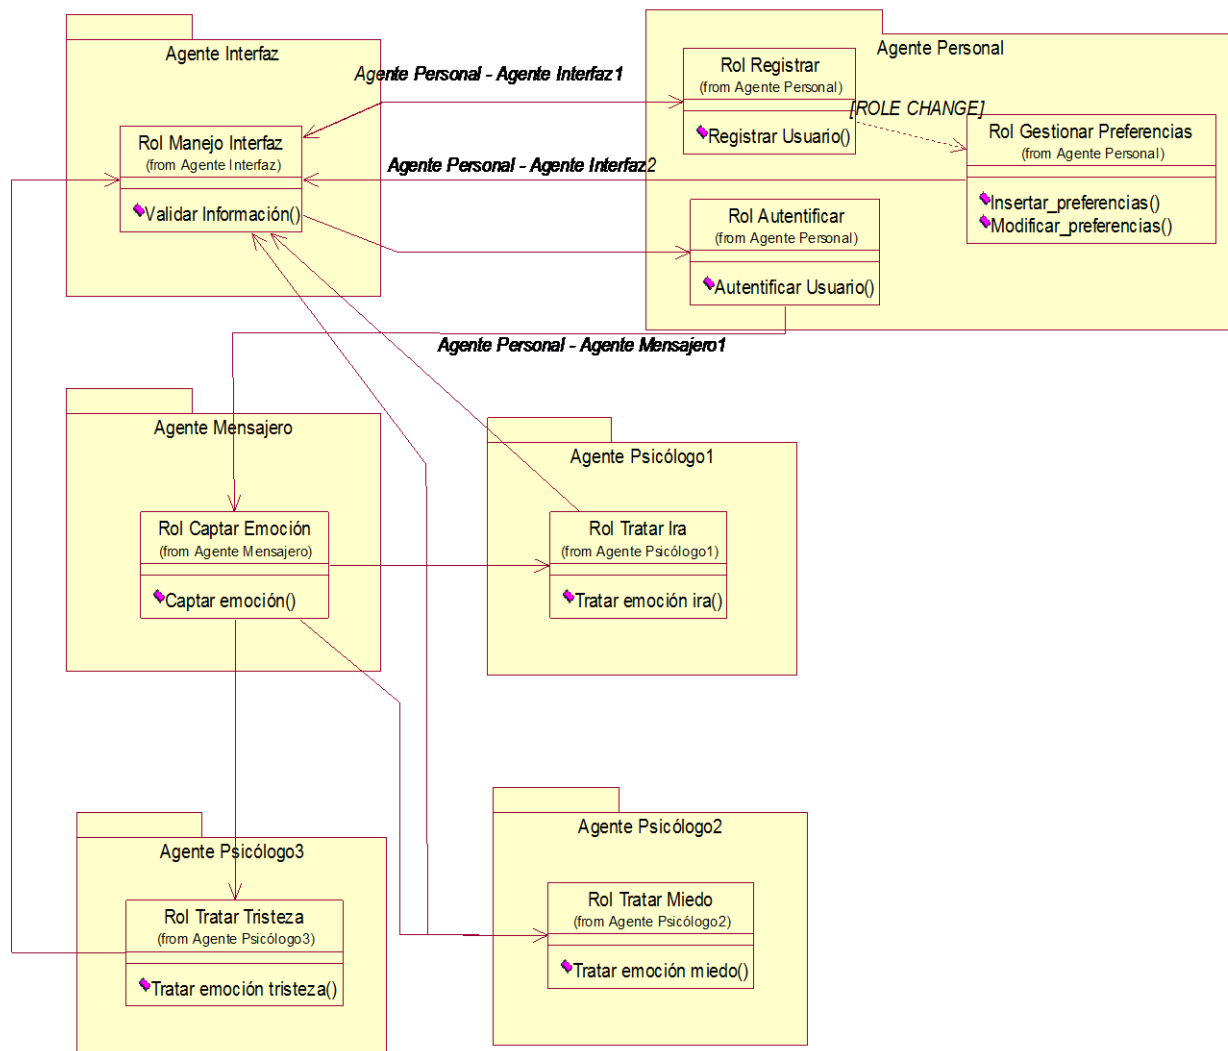 Agente Interfaz
Agente Personal
Agente Personal - Agente Interfaz1
Rol Registrar
(from Agente Personal)
Registrar Usuario()
[ROLE CHANGE]
Rol Gestionar Preferencias
(from Agente Personal)
Insertar_preferencias()
Modificar_preferencias()
Rol Manejo Interfaz
(from Agente Interfaz)
Validar Información()
Agente Personal - Agente Interfaz2
Rol Autentificar
(from Agente Personal)
Autentificar Usuario()
Agente Personal - Agente Mensajero1
Agente Mensajero
Agente Psicólogo1
Rol Captar Emoción
(from Agente Mensajero)
Captar emoción()
Rol Tratar Ira
(from Agente Psicólogo1)
Tratar emoción ira()
Agente Psicólogo3
Agente Psicólogo2
Rol Tratar Tristeza
(from Agente Psicólogo3)
Tratar emoción tristeza()
Rol Tratar Miedo
(from Agente Psicólogo2)
Tratar emoción miedo()